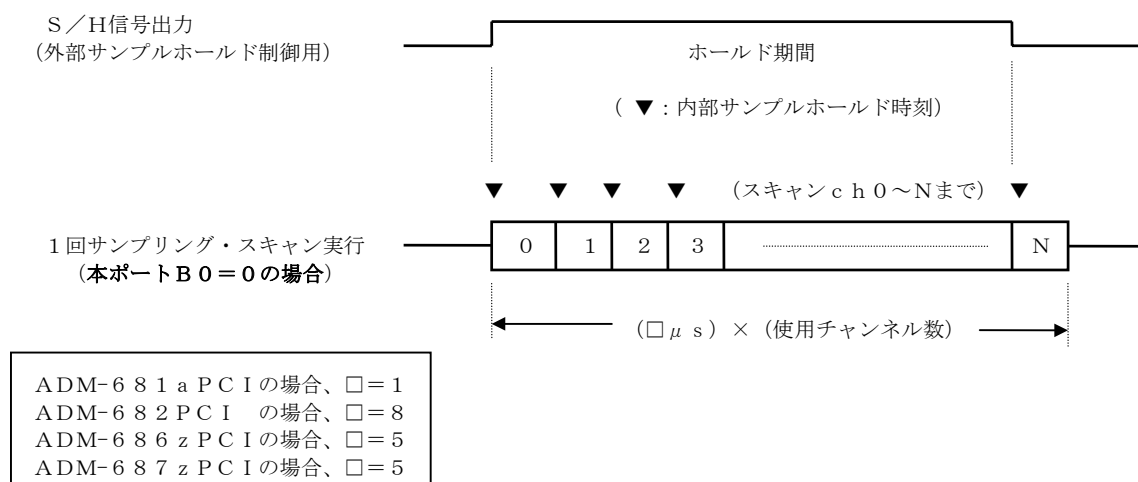 S/H信号出力
(外部サンプルホールド制御用)
ホールド期間
( ▼:内部サンプルホールド時刻)
▼ ▼ ▼ ▼ (スキャンch0~Nまで) ▼
1回サンプリング・スキャン実行
(本ポートB0=0の場合)
0 1 2 3 N
(□μs)×(使用チャンネル数)
ADM-681aPCIの場合、□=1
ADM-682PCI の場合、□=8
ADM-686zPCIの場合、□=5
ADM-687zPCIの場合、□=5